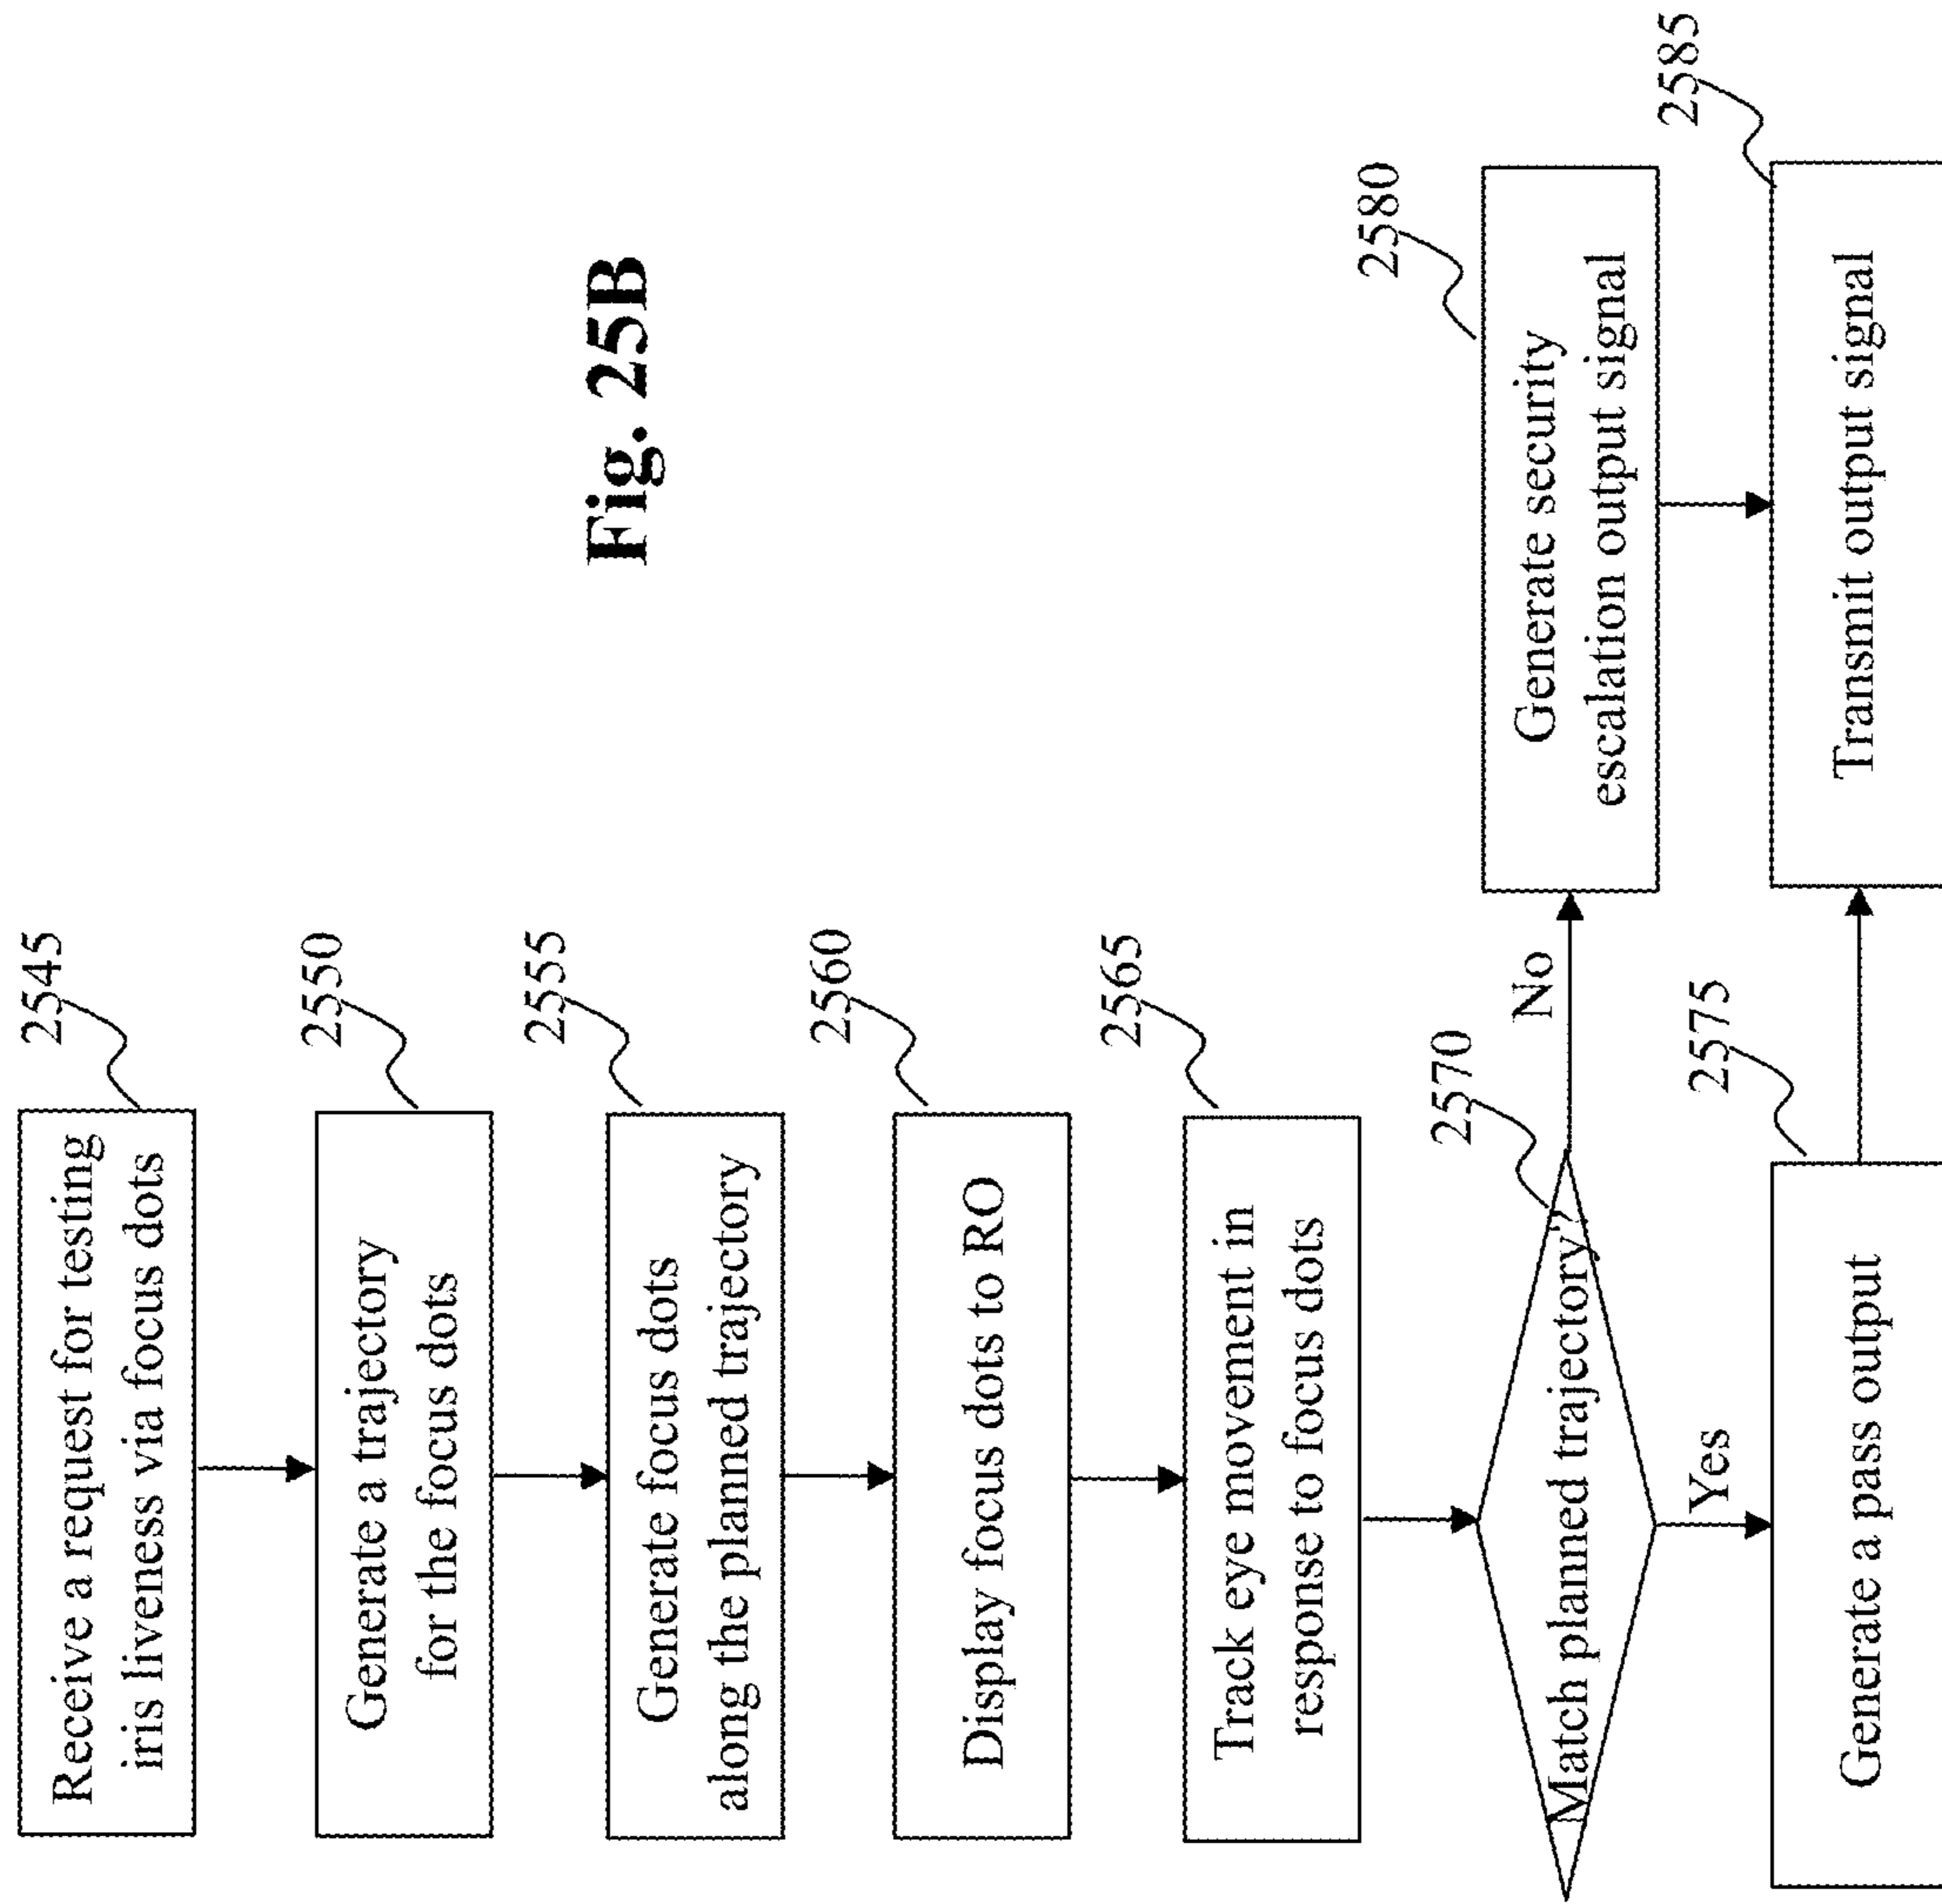 2545
Receive a request for testing
iris liveness via focus dots
2550
Generate a trajectory
for the focus dots
2555
Generate focus dots
along the planned trajectory
2560
Display focus dots to RO
2565
Track eye movement in
response to focus dots
2570
Match planned trajectory?
No
Yes
2580
Generate security
escalation output signal
2575
Generate a pass output
2585
Transmit output signal
Fig. 25B